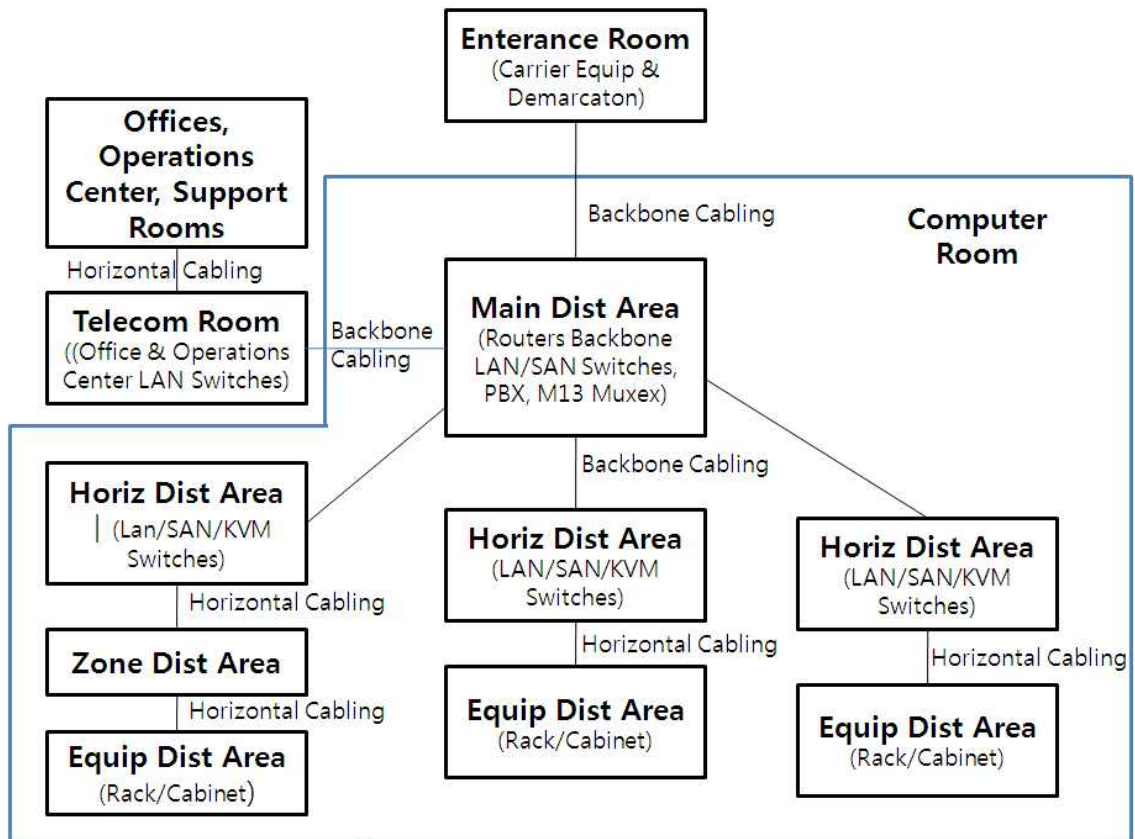 Enterance Room
(Carrier Equip &
Demarcaton)
Offices,
Operations
Center, Support
Rooms
Backbone Cabling
Computer
Room
Horizontal Cabling
Telecom Room
((Office & Operations
Center LAN Switches)
Backbone
Cabling
Main Dist Area
(Routers Backbone
LAN/SAN Switches,
PBX, M13 Muxex)
Backbone Cabling
Horiz Dist Area
(Lan/SAN/KVM
Switches)
Horiz Dist Area
(LAN/SAN/KVM
Switches)
Horiz Dist Area
(LAN/SAN/KVM
Switches)
Horizontal Cabling
Horizontal Cabling
Horizontal Cabling
Zone Dist Area
Horizontal Cabling
Equip Dist Area
(Rack/Cabinet)
Equip Dist Area
(Rack/Cabinet)
Equip Dist Area
(Rack/Cabinet)